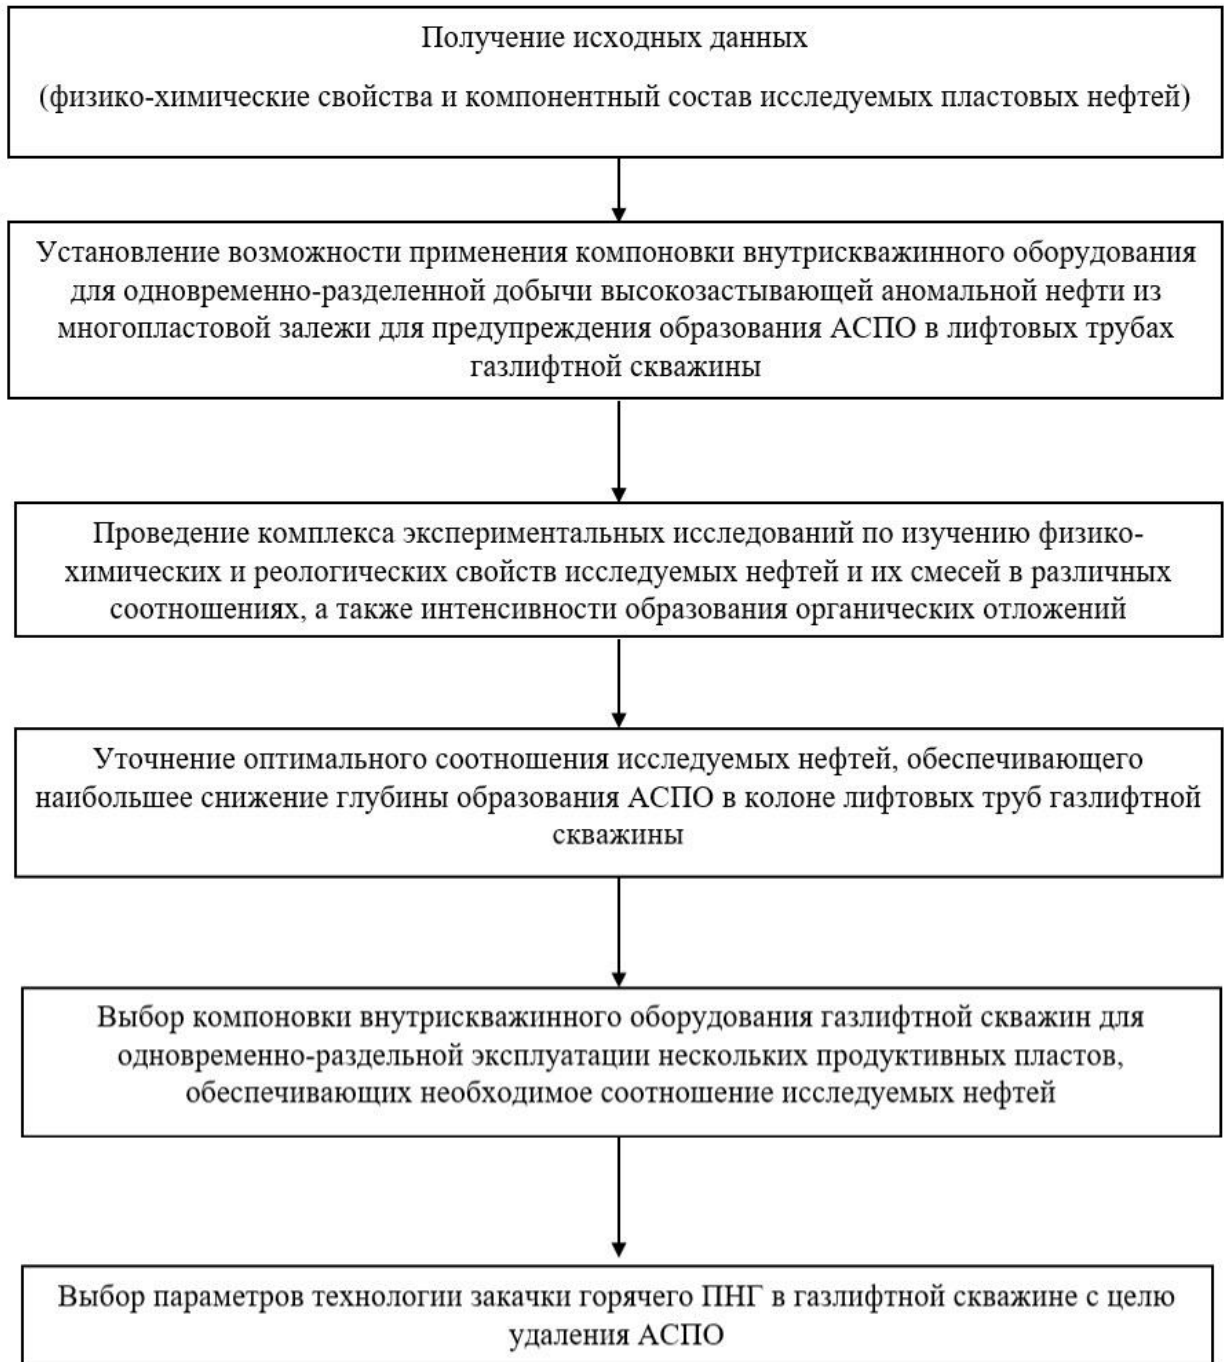 Получение исходных данных
(физико-химические свойства и компонентный состав исследуемых пластовых нефтей)
Установление возможности применения компоновки внутрискважинного оборудования
для одновременно-разделенной добычи высокозастывающей аномальной нефти из
многопластовой залежи для предупреждения образования АСПО в лифтовых трубах
газлифтной скважины
Проведение комплекса экспериментальных исследований по изучению физико-
химических и реологических свойств исследуемых нефтей и их смесей в различных
соотношениях, а также интенсивности образования органических отложений
Уточнение оптимального соотношения исследуемых нефтей, обеспечивающего
наибольшее снижение глубины образования АСПО в колоне лифтовых труб газлифтной
скважины
Выбор компоновки внутрискважинного оборудования газлифтной скважин для
одновременно-раздельной эксплуатации нескольких продуктивных пластов,
обеспечивающих необходимое соотношение исследуемых нефтей
Выбор параметров технологии закачки горячего ПНГ в газлифтной скважине с целю
удаления АСПО